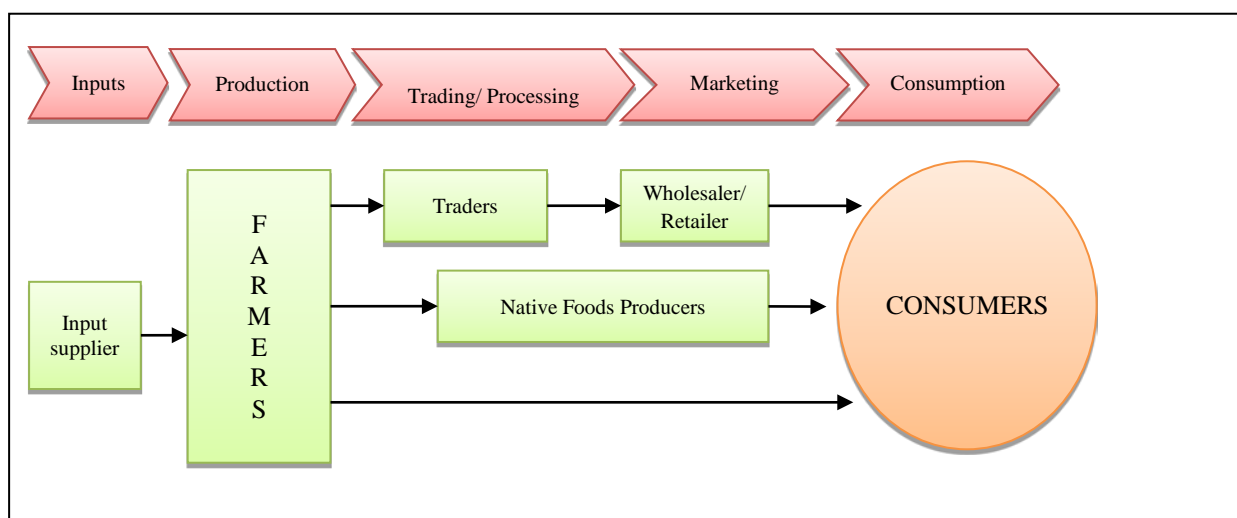 Inputs
Production
Trading/ Processing
Marketing
Consumption
Input
supplier
F
A
R
M
E
R
S
Traders
Wholesaler/
Retailer
Native Foods Producers
CONSUMERS